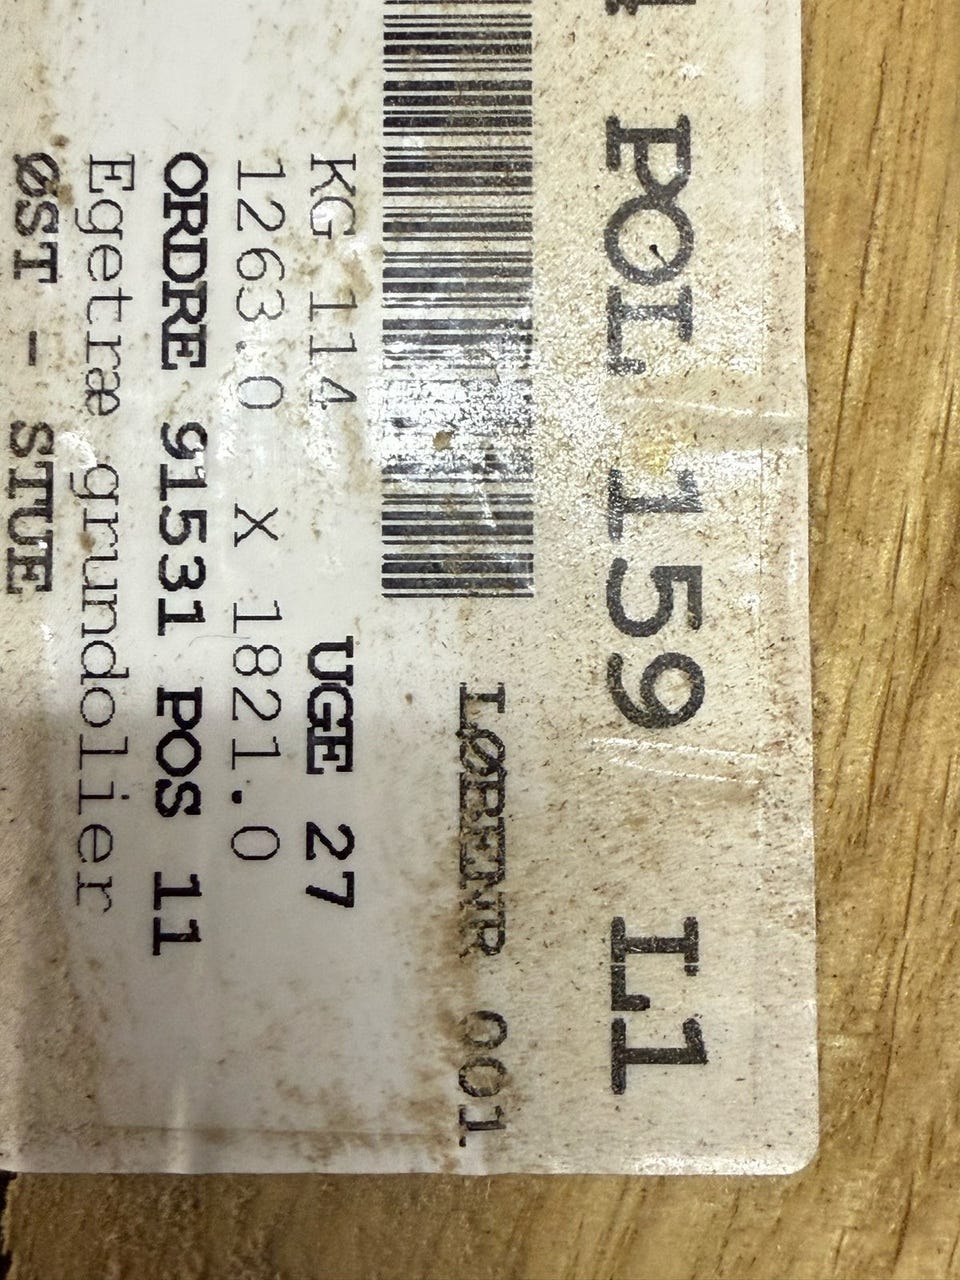 POL 159 L1
LØBENR 001
KG 114 UGE 27
1263.0 X 1821.0
ORDRE 91531 POS 11
Egetræ grundolier
ØST - STUE